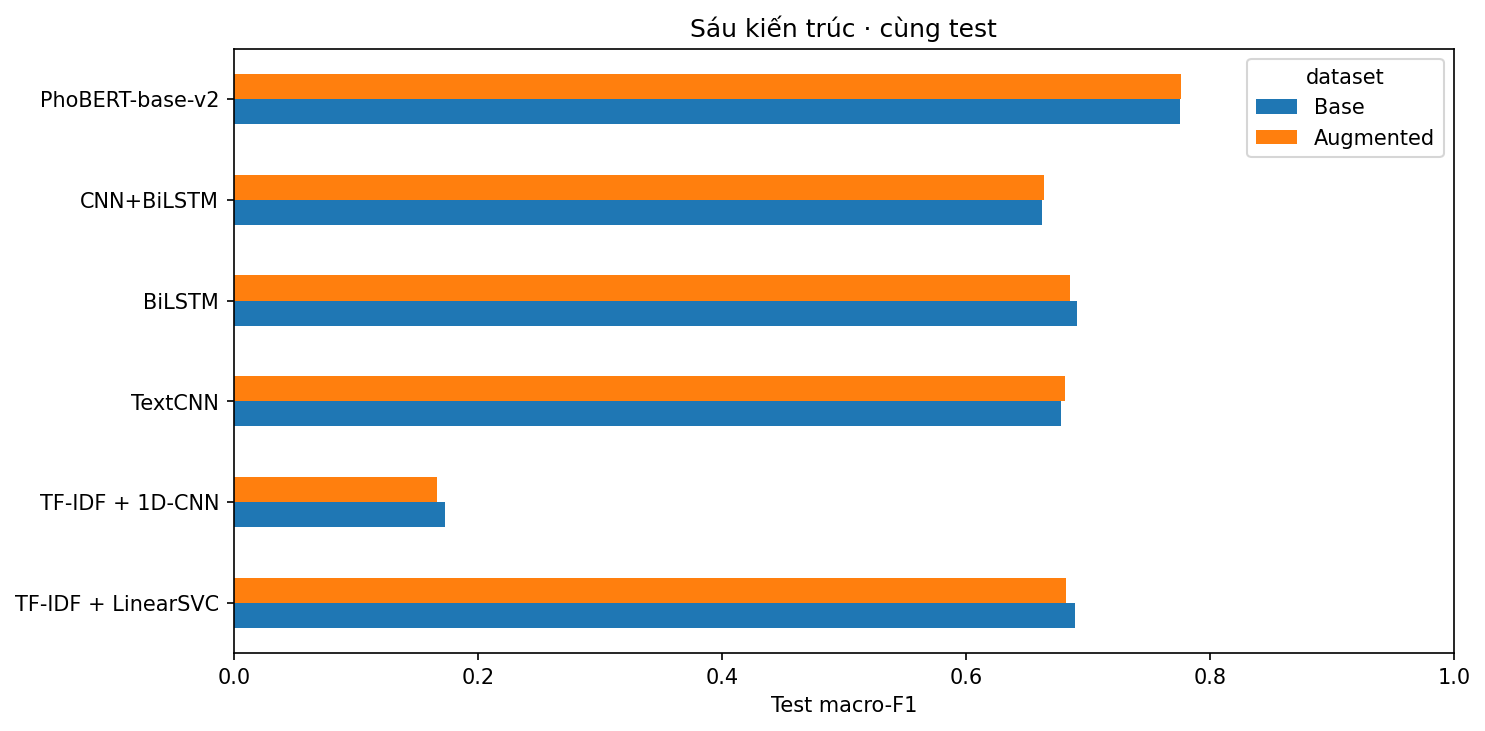 Sáu kiến trúc · cùng test
dataset
Base
Augmented
PhoBERT-base-v2
CNN+BiLSTM
BiLSTM
TextCNN
TF-IDF + 1D-CNN
TF-IDF + LinearSVC
0.0 0.2 0.4 0.6 0.8 1.0
Test macro-F1